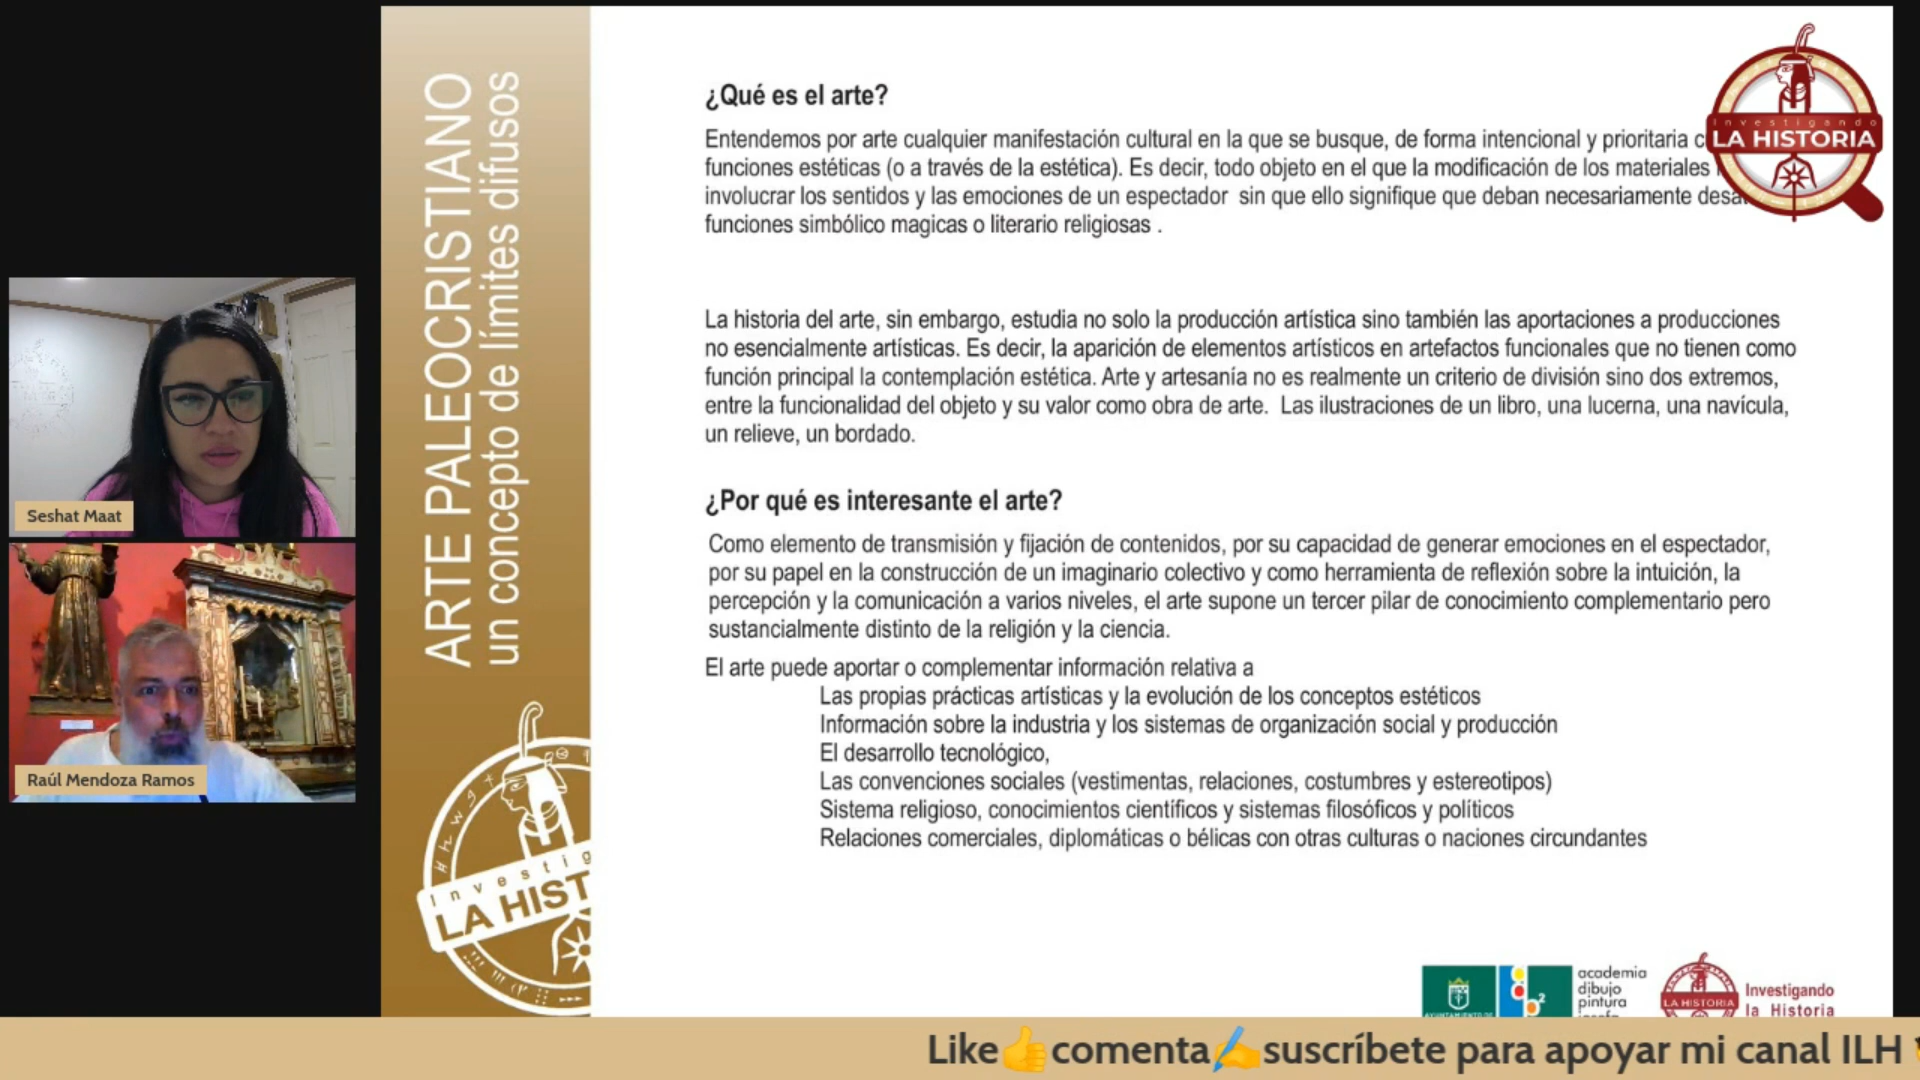 ARTE PALEOCRISTIANO
un concepto de límites difusos
¿Qué es el arte?
Entendemos por arte cualquier manifestación cultural en la que se busque, de forma intencional y prioritaria
funciones estéticas (o a través de la estética). Es decir, todo objeto en el que la modificación de los materiales
involucrar los sentidos y las emociones de un espectador sin que ello signifique que deban necesariamente
funciones simbólico magicas o literario religiosas .
La historia del arte, sin embargo, estudia no solo la producción artística sino también las aportaciones a producciones
no esencialmente artísticas. Es decir, la aparición de elementos artísticos en artefactos funcionales que no tienen como
función principal la contemplación estética. Arte y artesanía no es realmente un criterio de división sino dos extremos,
entre la funcionalidad del objeto y su valor como obra de arte. Las ilustraciones de un libro, una lucerna, una navícula,
un relieve, un bordado.
¿Por qué es interesante el arte?
Como elemento de transmisión y fijación de contenidos, por su capacidad de generar emociones en el espectador,
por su papel en la construcción de un imaginario colectivo y como herramienta de reflexión sobre la intuición, la
percepción y la comunicación a varios niveles, el arte supone un tercer pilar de conocimiento complementario pero
sustancialmente distinto de la religión y la ciencia.
El arte puede aportar o complementar información relativa a
Las propias prácticas artísticas y la evolución de los conceptos estéticos
Información sobre la industria y los sistemas de organización social y producción
El desarrollo tecnológico,
Las convenciones sociales (vestimentas, relaciones, costumbres y estereotipos)
Sistema religioso, conocimientos científicos y sistemas filosóficos y políticos
Relaciones comerciales, diplomáticas o bélicas con otras culturas o naciones circundantes
Investigando
LA HISTORIA
Seshat Maat
Raúl Mendoza Ramos
Investig
LA HIST
academia
dibujo
pintura
LA HISTORIA
Investigando
la Historia
Like👍comenta✍suscríbete para apoyar mi canal ILH